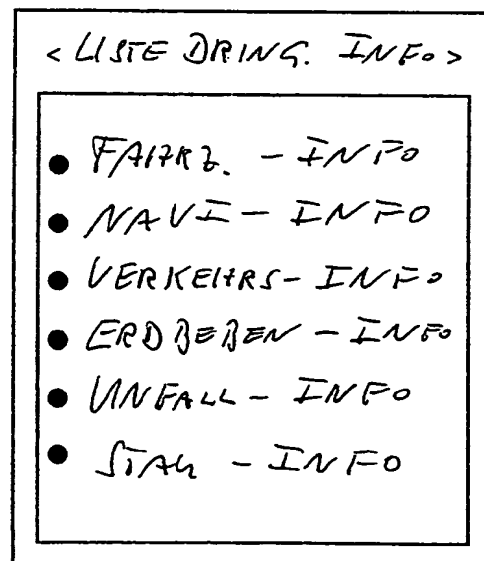 < LISTE DRING. INFO >
● FAHRZ. - INFO
● NAVI - INFO
● VERKEHRS - INFO
● ERDBEBEN - INFO
● UNFALL - INFO
● STAU - INFO